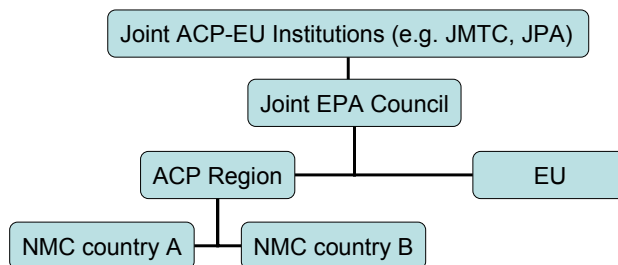 Joint ACP-EU Institutions (e.g. JMTC, JPA)
Joint EPA Council
ACP Region
EU
NMC country A
NMC country B